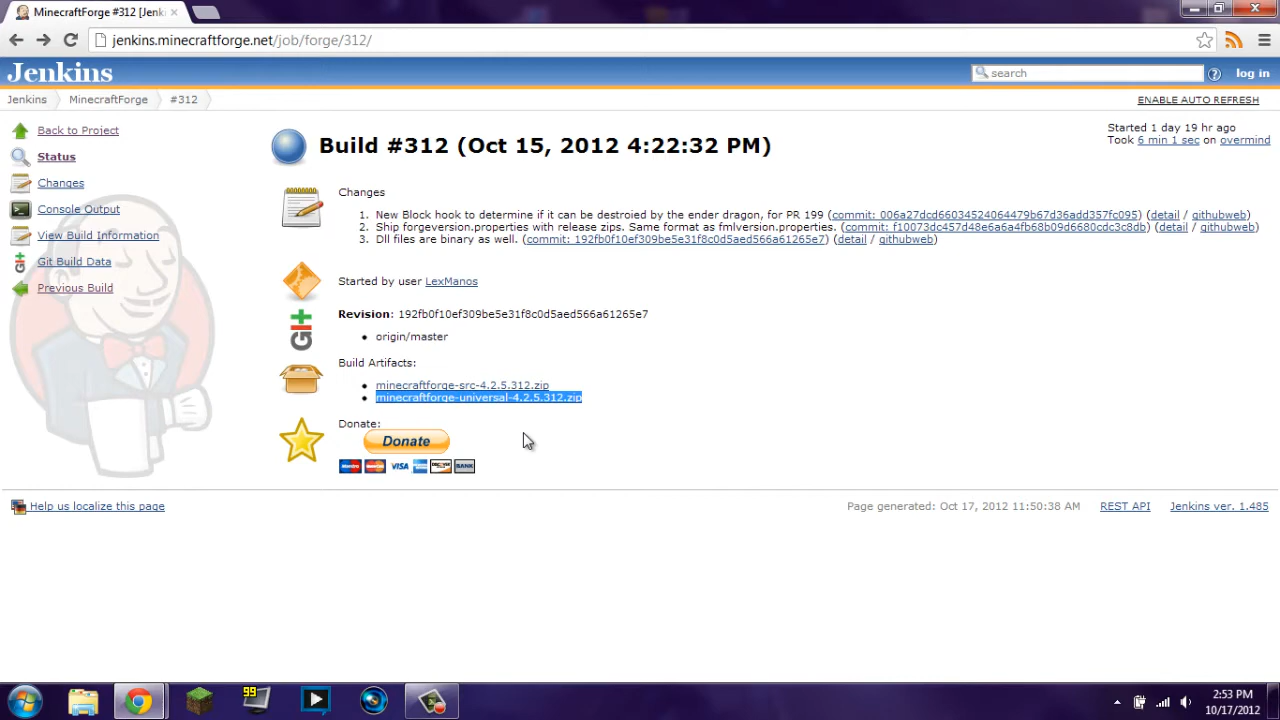 MinecraftForge #312 [Jenki
jenkins.minecraftforge.net/job/forge/312/
Jenkins
search
log in
Jenkins MinecraftForge #312
ENABLE AUTO REFRESH
Back to Project
Status
Changes
Console Output
View Build Information
Git Build Data
Previous Build
Build #312 (Oct 15, 2012 4:22:32 PM)
Started 1 day 19 hr ago
Took 6 min 1 sec on overmind
Changes
1. New Block hook to determine if it can be destroied by the ender dragon, for PR 199 (commit: 006a27dcd66034524064479b67d36add357fc095) (detail / githubweb)
2. Ship forgeversion.properties with release zips. Same format as fmlversion.properties. (commit: f10073dc457d48e6a6a4fb68b09d6680cdc3c8db) (detail / githubweb)
3. Dll files are binary as well. (commit: 192fb0f10ef309be5e31f8c0d5aed566a61265e7) (detail / githubweb)
Started by user LexManos
GIt
Revision: 192fb0f10ef309be5e31f8c0d5aed566a61265e7
• origin/master
Build Artifacts:
• minecraftforge-src-4.2.5.312.zip
• minecraftforge-universal-4.2.5.312.zip
Donate:
Donate
VISA
BANK
Help us localize this page
Page generated: Oct 17, 2012 11:50:38 AM
REST API
Jenkins ver. 1.485
99
2:53 PM
10/17/2012